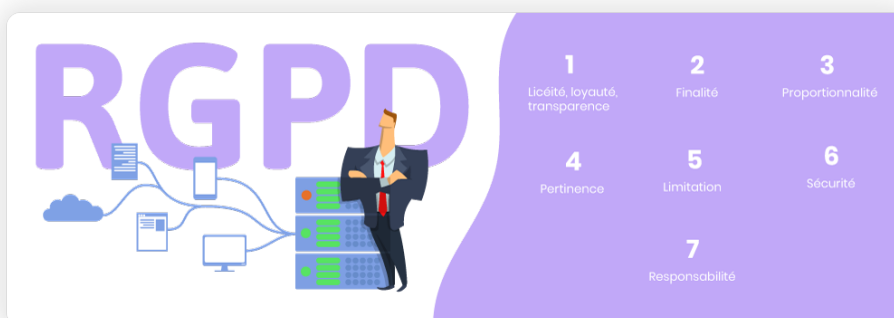 RGPD
1
Licéité, loyauté,
transparence
2
Finalité
3
Proportionnalité
4
Pertinence
5
Limitation
6
Sécurité
7
Responsabilité